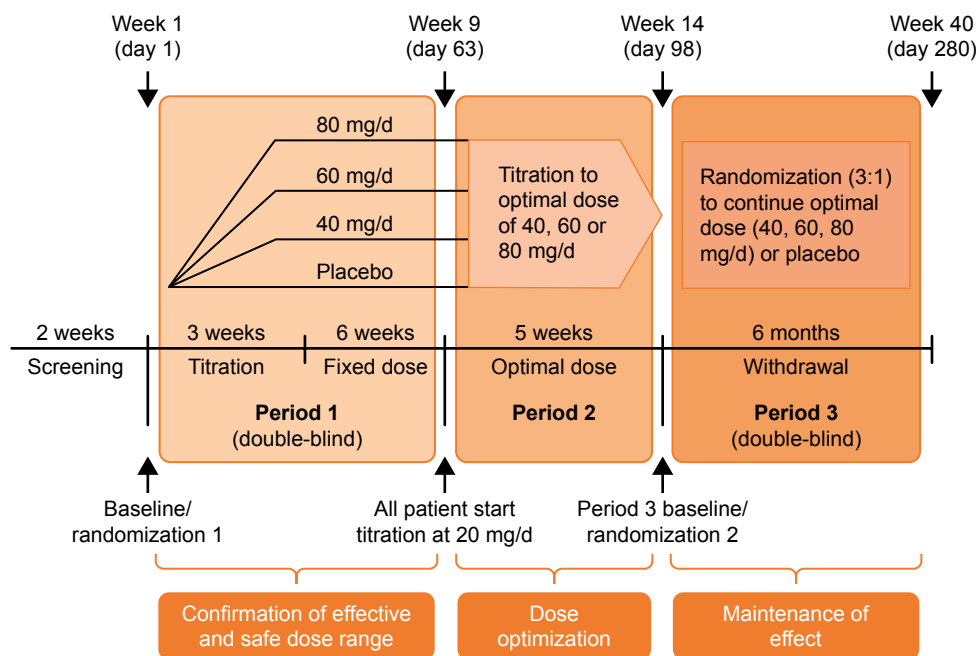 Week 1
(day 1)
Week 9
(day 63)
Week 14
(day 98)
Week 40
(day 280)
80 mg/d
60 mg/d
40 mg/d
Placebo
Titration to
optimal dose
of 40, 60 or
80 mg/d
Randomization (3:1)
to continue optimal
dose (40, 60, 80
mg/d) or placebo
2 weeks
3 weeks
6 weeks
5 weeks
6 months
Screening
Titration
Fixed dose
Optimal dose
Withdrawal
Period 1
(double-blind)
Period 2
Period 3
(double-blind)
Baseline/
randomization 1
All patient start
titration at 20 mg/d
Period 3 baseline/
randomization 2
Confirmation of effective
and safe dose range
Dose
optimization
Maintenance of
effect